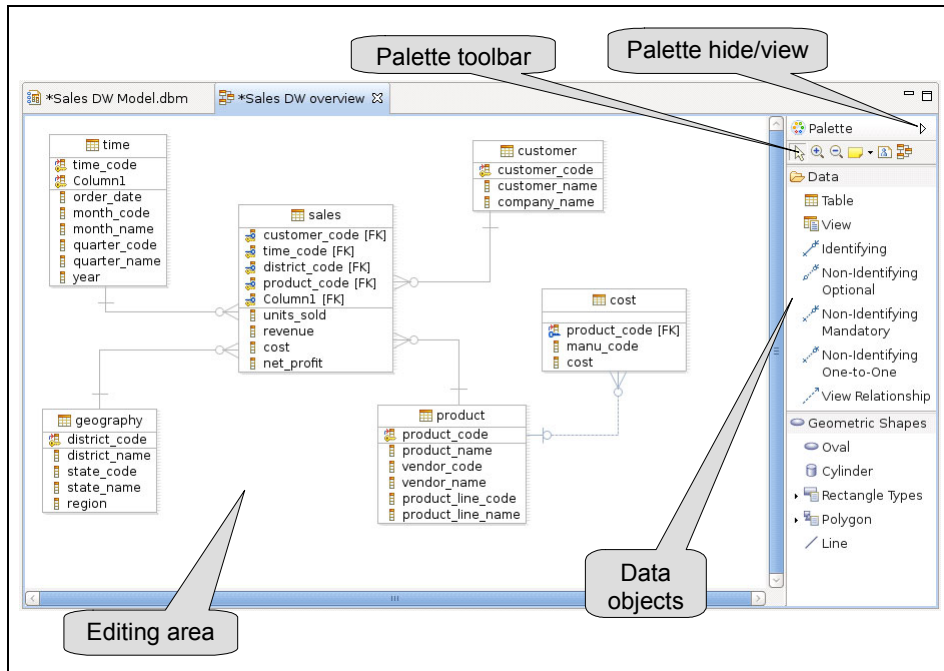 Palette toolbar
Palette hide/view
*Sales DW Model.dbm
*Sales DW overview
time
time_code
Column1
order_date
month_code
month_name
quarter_code
quarter_name
year
sales
customer_code [FK]
time_code [FK]
district_code [FK]
product_code [FK]
Column1 [FK]
units_sold
revenue
cost
net_profit
customer
customer_code
customer_name
company_name
cost
product_code [FK]
manu_code
cost
geography
district_code
district_name
state_code
state_name
region
product
product_code
product_name
vendor_code
vendor_name
product_line_code
product_line_name
Palette
Data
Table
View
Identifying
Non-Identifying
Optional
Non-Identifying
Mandatory
Non-Identifying
One-to-One
View Relationship
Geometric Shapes
Oval
Cylinder
Rectangle Types
Polygon
Line
Editing area
Data
objects